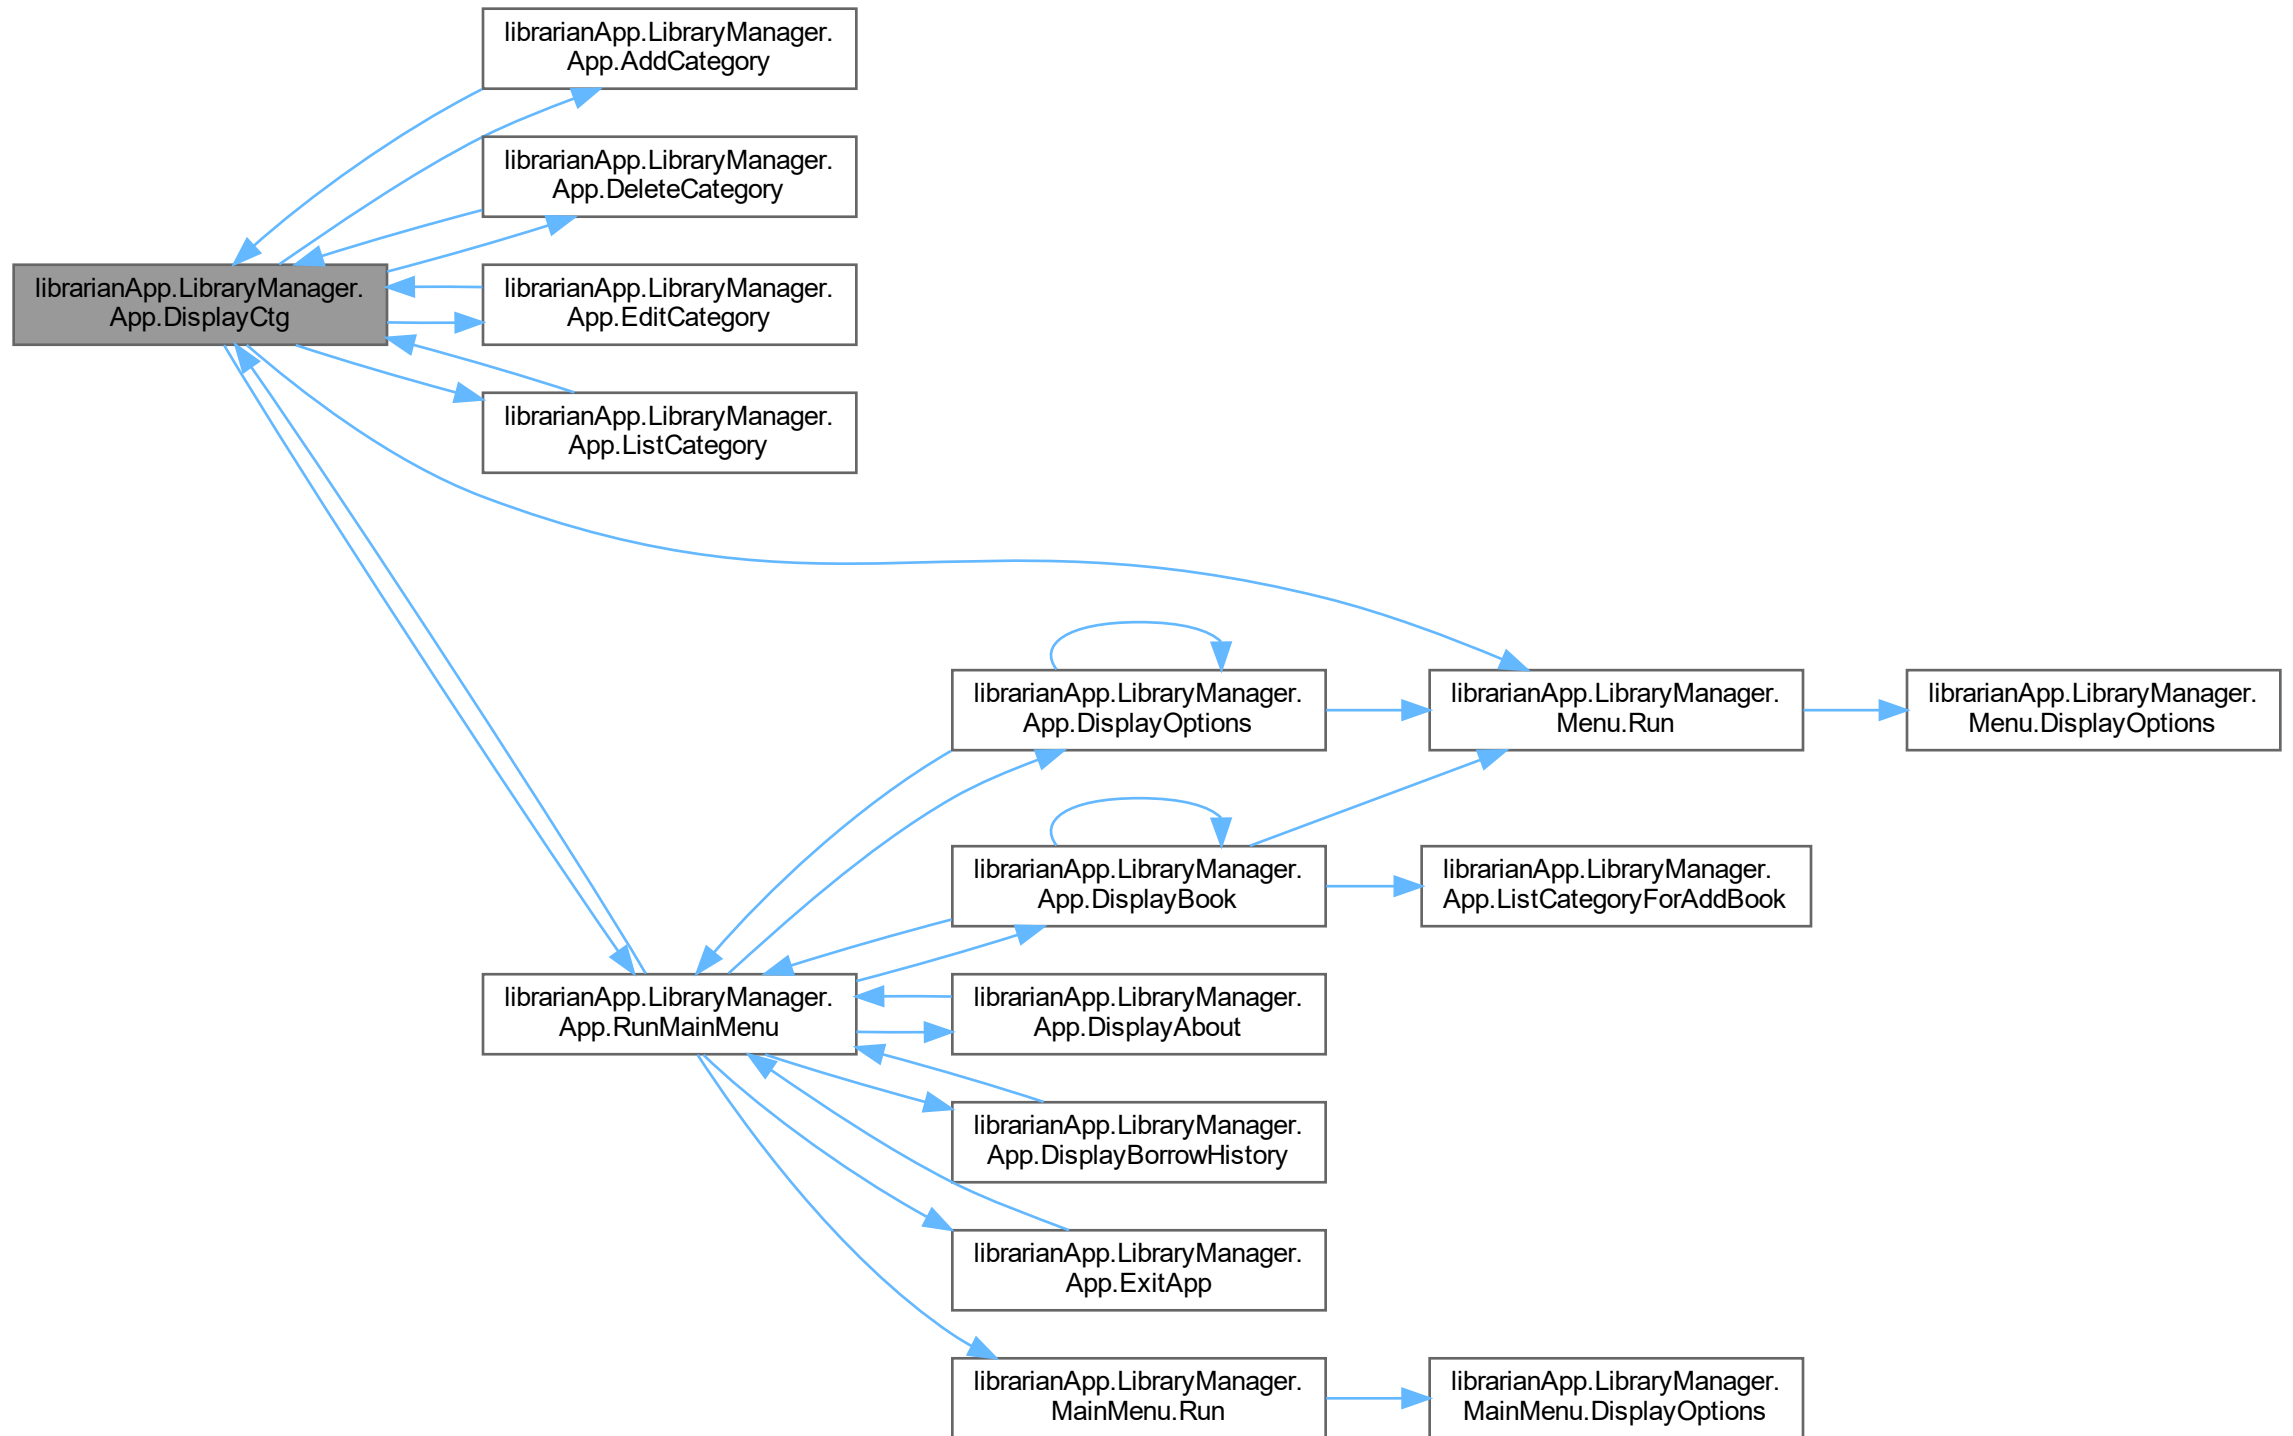 librarianApp.LibraryManager.
App.AddCategory
librarianApp.LibraryManager.
App.DeleteCategory
librarianApp.LibraryManager.
App.DisplayCtg
librarianApp.LibraryManager.
App.EditCategory
librarianApp.LibraryManager.
App.ListCategory
librarianApp.LibraryManager.
App.DisplayOptions
librarianApp.LibraryManager.
Menu.Run
librarianApp.LibraryManager.
Menu.DisplayOptions
librarianApp.LibraryManager.
App.DisplayBook
librarianApp.LibraryManager.
App.ListCategoryForAddBook
librarianApp.LibraryManager.
App.RunMainMenu
librarianApp.LibraryManager.
App.DisplayAbout
librarianApp.LibraryManager.
App.DisplayBorrowHistory
librarianApp.LibraryManager.
App.ExitApp
librarianApp.LibraryManager.
MainMenu.Run
librarianApp.LibraryManager.
MainMenu.DisplayOptions